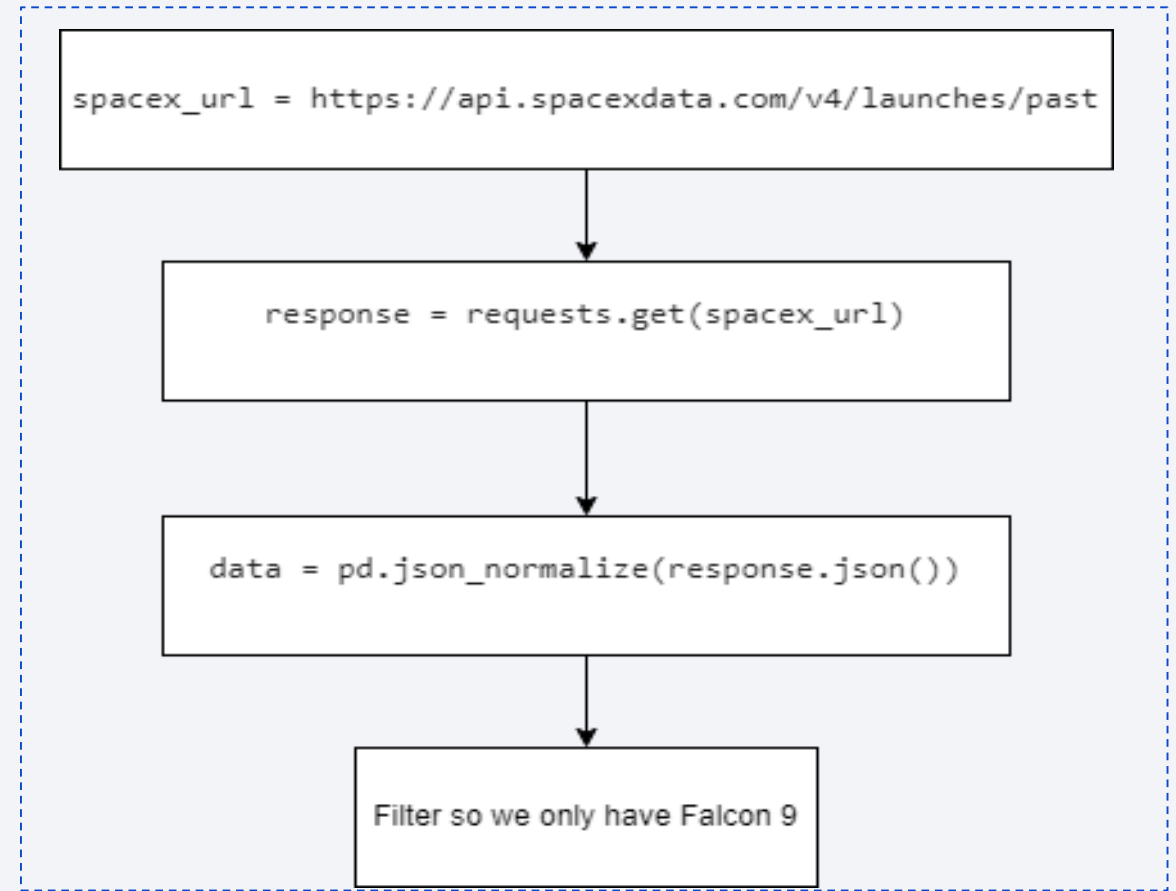 spacex_url = https://api.spacexdata.com/v4/launches/past
response = requests.get(spacex_url)
data = pd.json_normalize(response.json())
Filter so we only have Falcon 9